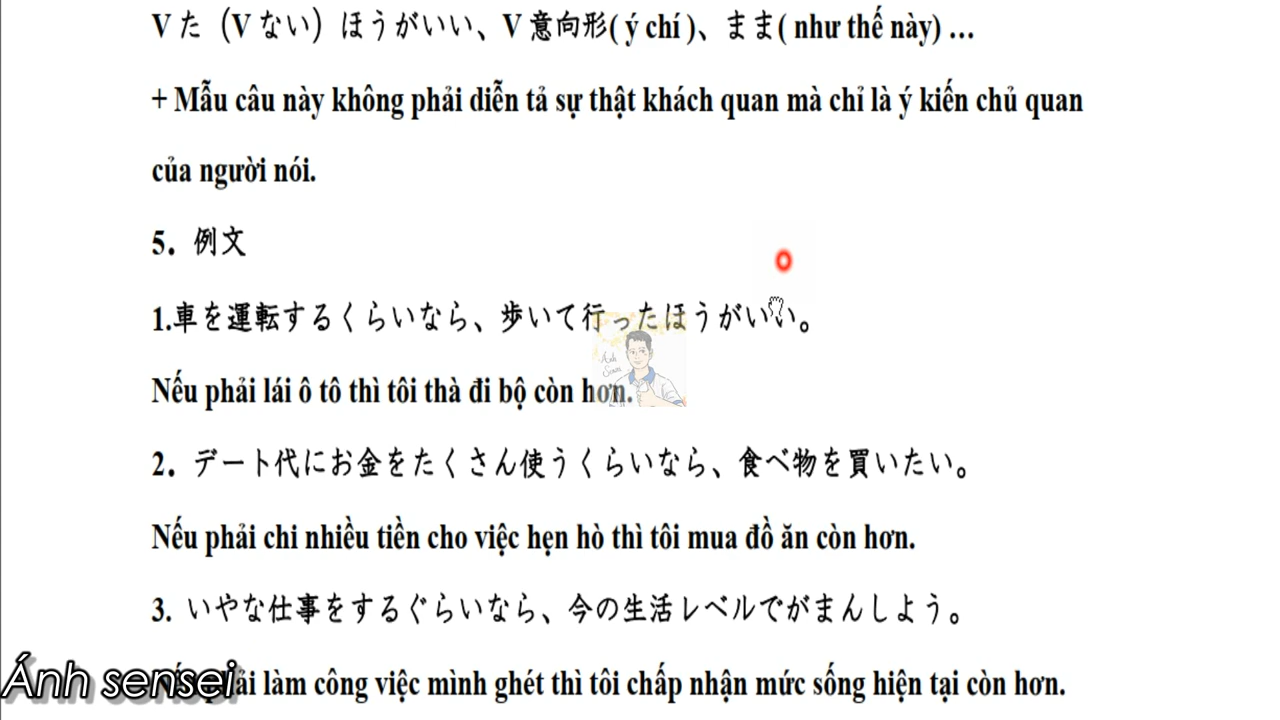 Vた（Vない）ほうがいい、V意向形( ý chí )、まま( như thế này) …
+ Mẫu câu này không phải diễn tả sự thật khách quan mà chỉ là ý kiến chủ quan
của người nói.
5．例文
1.車を運転するくらいなら、歩いて行ったほうがいい。
Ánh
Sensei
Nếu phải lái ô tô thì tôi thà đi bộ còn hơn.
2．デート代にお金をたくさん使うくらいなら、食べ物を買いたい。
Nếu phải chi nhiều tiền cho việc hẹn hò thì tôi mua đồ ăn còn hơn.
3. いやな仕事をするぐらいなら、今の生活レベルでがまんしよう。
Ánh sensei
phải làm công việc mình ghét thì tôi chấp nhận mức sống hiện tại còn hơn.